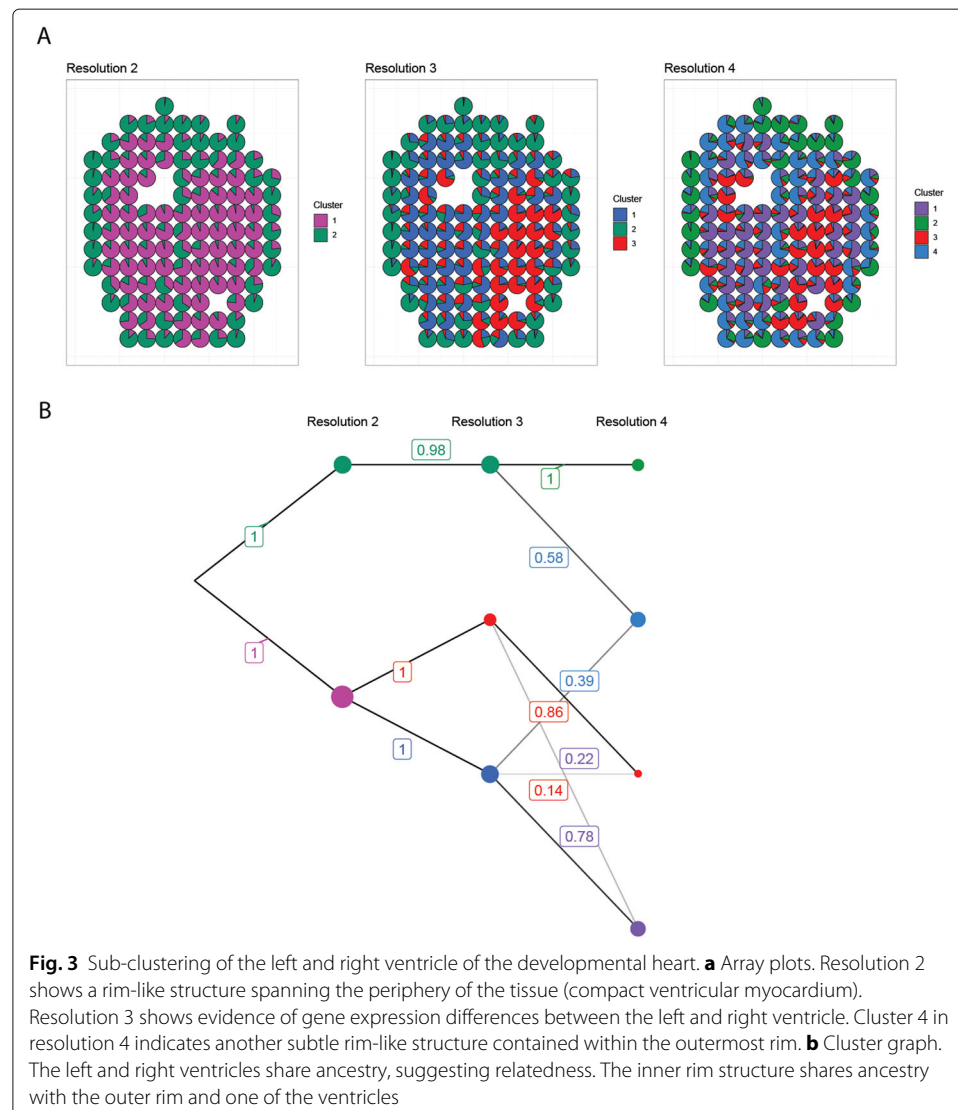 A
Resolution 2
Resolution 3
Resolution 4
Cluster
1
2
Cluster
1
2
3
Cluster
1
2
3
4
B
Resolution 2
Resolution 3
Resolution 4
0.98
1
1
0.58
1
1
0.39
0.86
1
0.22
0.14
0.78
Fig. 3 Sub-clustering of the left and right ventricle of the developmental heart. a Array plots. Resolution 2
shows a rim-like structure spanning the periphery of the tissue (compact ventricular myocardium).
Resolution 3 shows evidence of gene expression differences between the left and right ventricle. Cluster 4 in
resolution 4 indicates another subtle rim-like structure contained within the outermost rim. b Cluster graph.
The left and right ventricles share ancestry, suggesting relatedness. The inner rim structure shares ancestry
with the outer rim and one of the ventricles